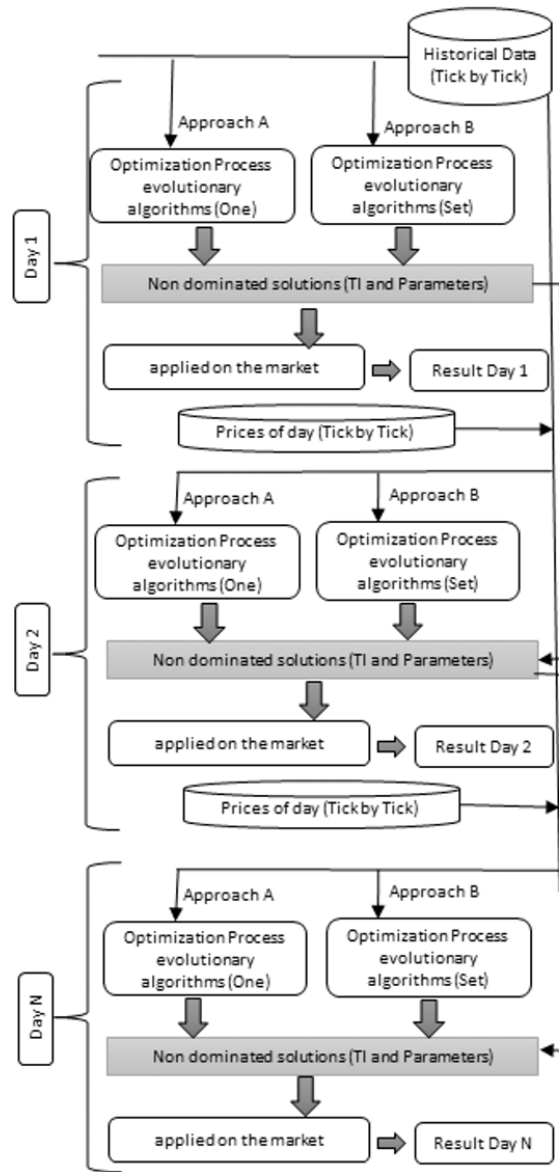 Historical Data
(Tick by Tick)
Approach A
Approach B
Optimization Process
evolutionary
algorithms (One)
Optimization Process
evolutionary
algorithms (Set)
Day 1
Non dominated solutions (TI and Parameters)
applied on the market
Result Day 1
Prices of day (Tick by Tick)
Approach A
Approach B
Optimization Process
evolutionary
algorithms (One)
Optimization Process
evolutionary
algorithms (Set)
Day 2
Non dominated solutions (TI and Parameters)
applied on the market
Result Day 2
Prices of day (Tick by Tick)
Approach A
Approach B
Optimization Process
evolutionary
algorithms (One)
Optimization Process
evolutionary
algorithms (Set)
Day N
Non dominated solutions (TI and Parameters)
applied on the market
Result Day N